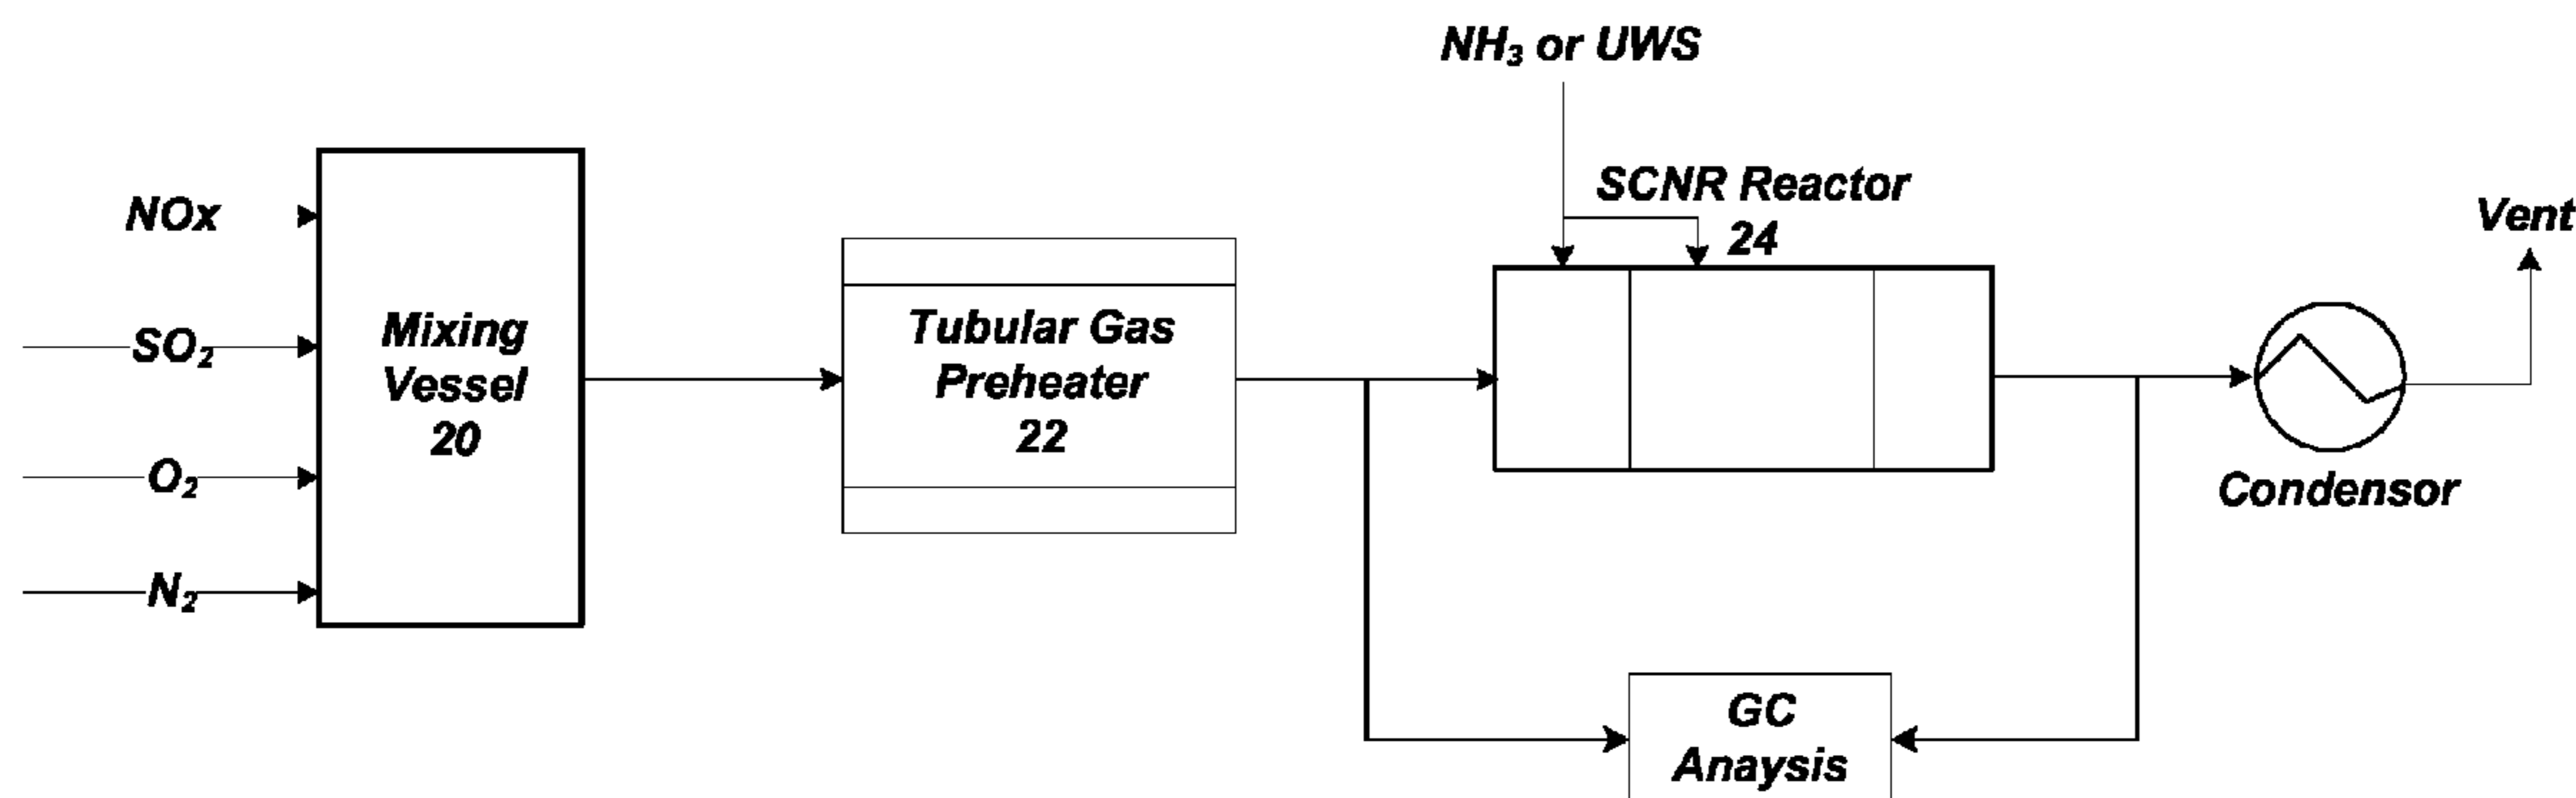 NH₃ or UWS
SCNR Reactor
24
Vent
NOx
SO₂
O₂
N₂
Mixing
Vessel
20
Tubular Gas
Preheater
22
Condensor
GC
Anaysis